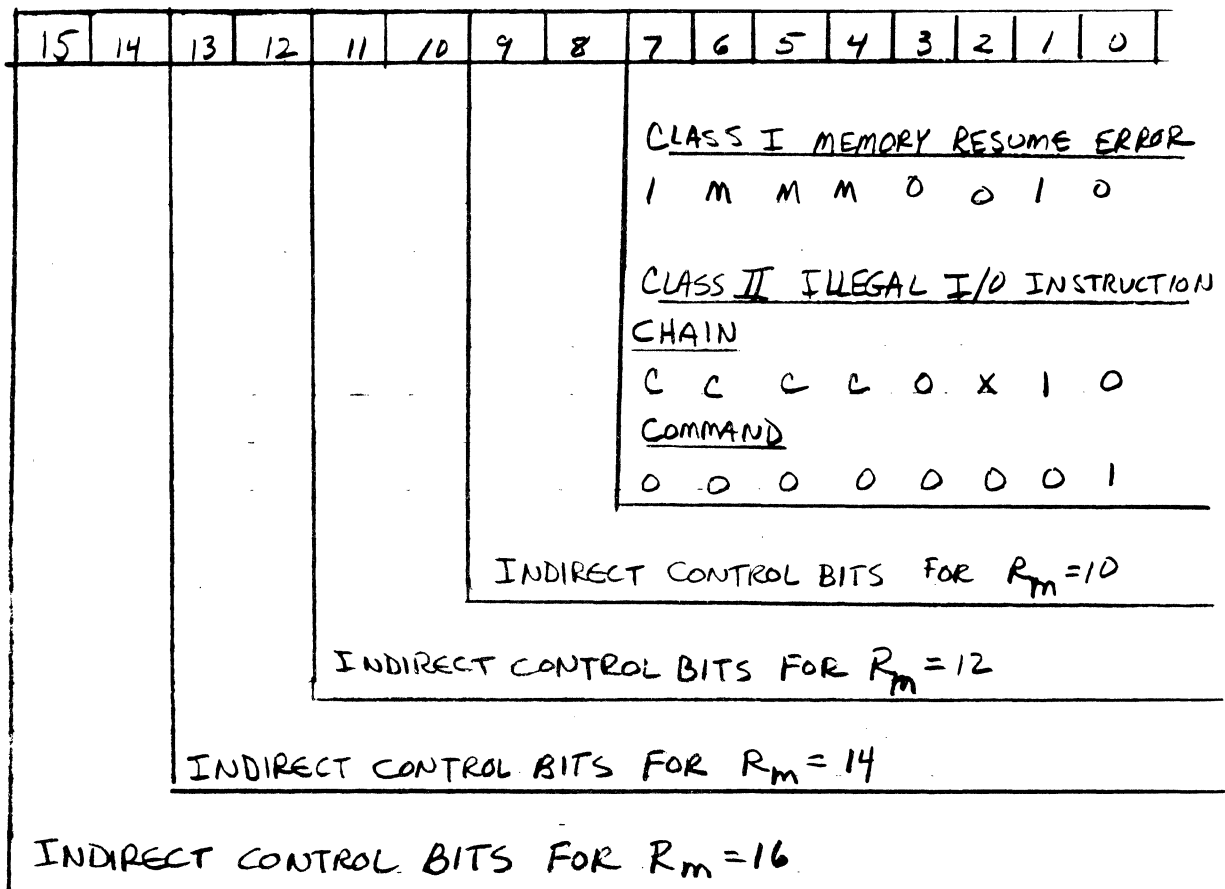 15 14 13 12 11 10 9 8 7 6 5 4 3 2 1 0
CLASS I MEMORY RESUME ERROR
1 M M M 0 0 1 0
CLASS II ILLEGAL I/O INSTRUCTION
CHAIN
C C C C 0 X 1 0
COMMAND
0 0 0 0 0 0 0 1
INDIRECT CONTROL BITS FOR Rm=10
INDIRECT CONTROL BITS FOR Rm=12
INDIRECT CONTROL BITS FOR Rm=14
INDIRECT CONTROL BITS FOR Rm=16